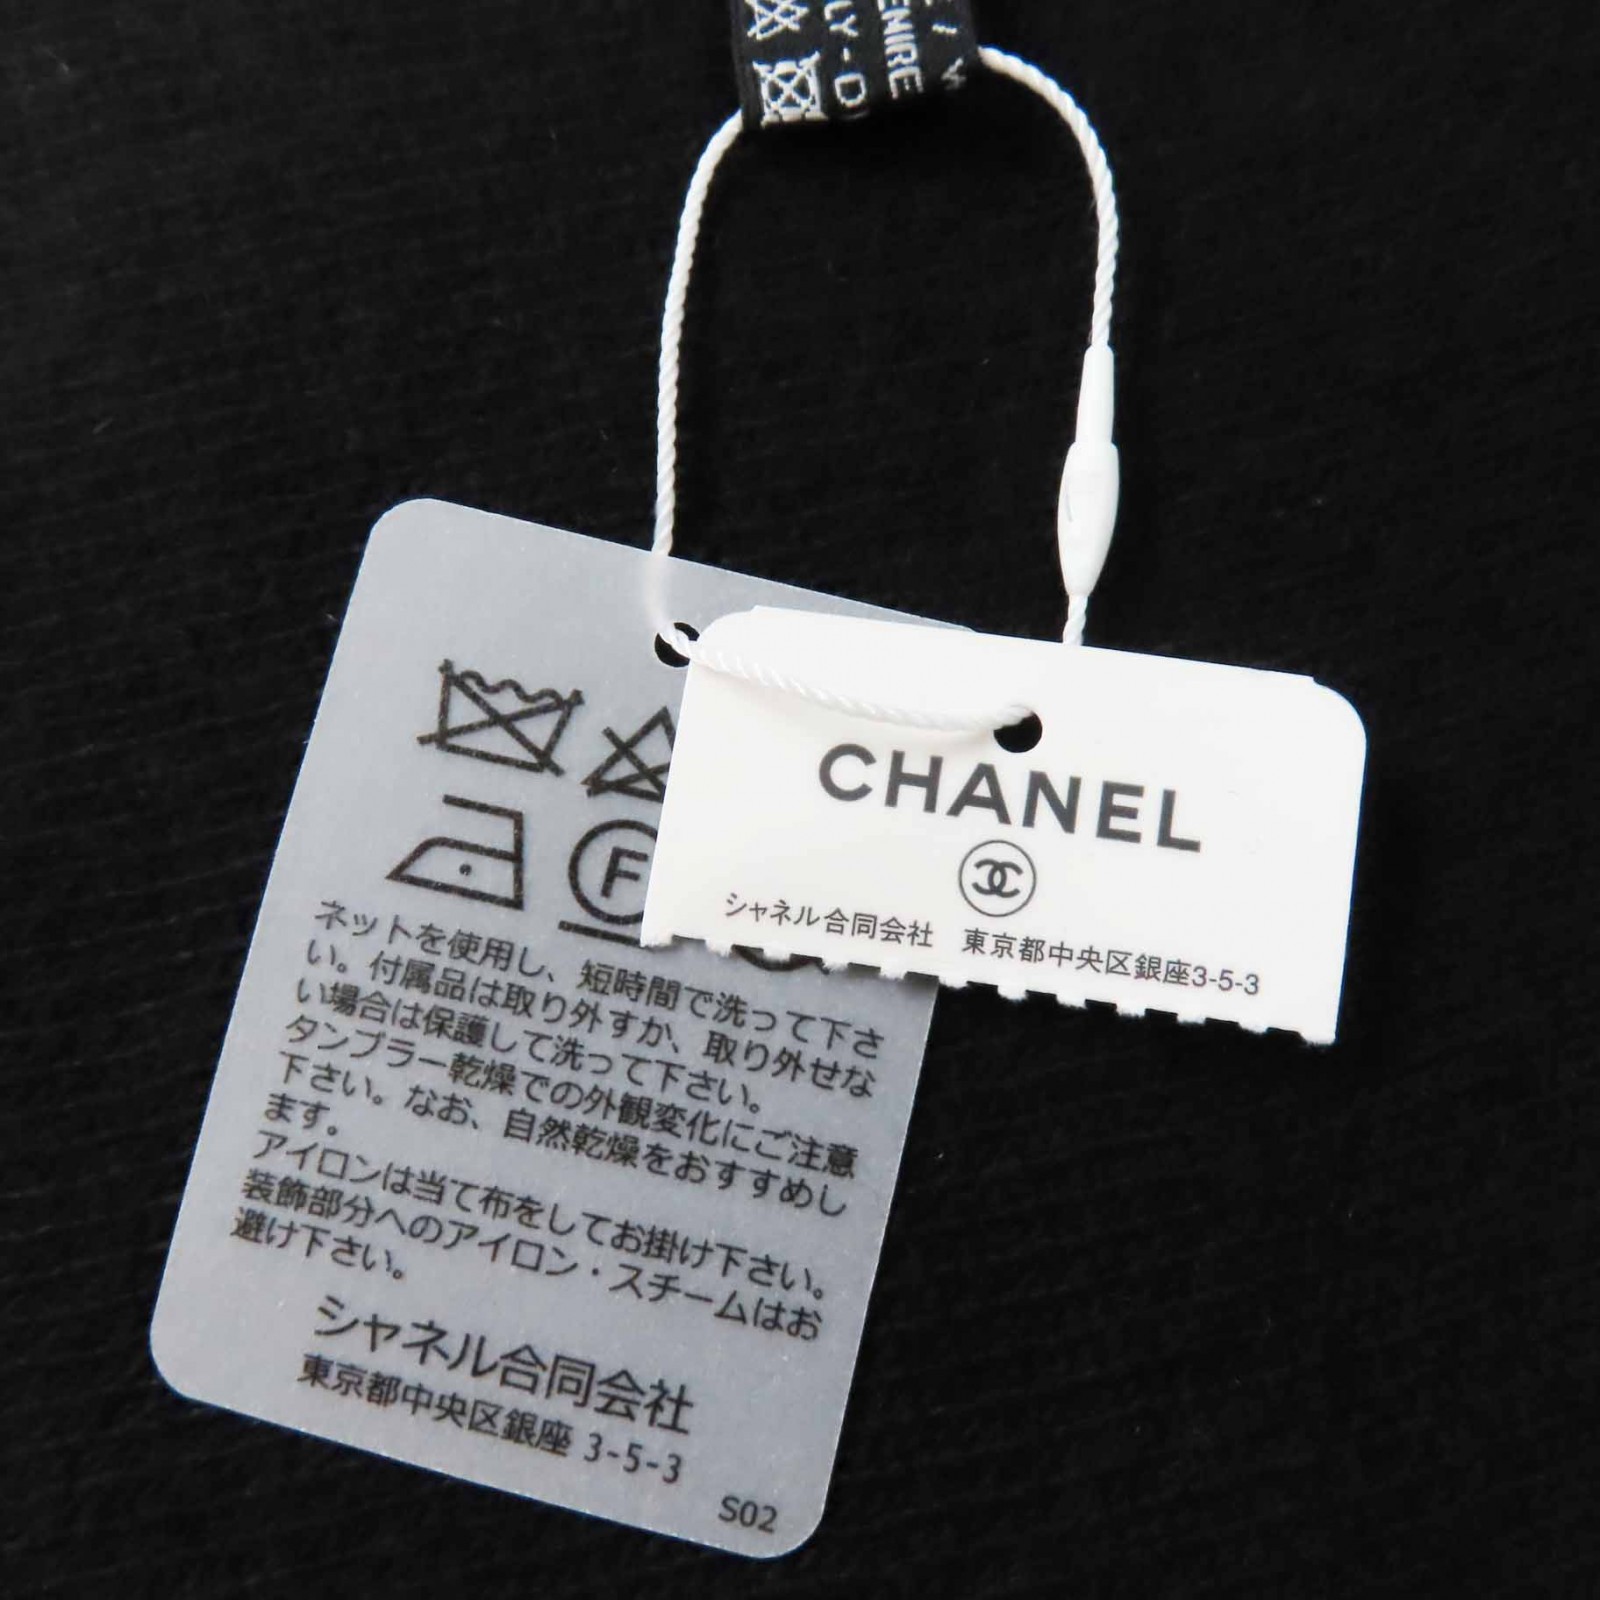 ENIRE
LY-D
CHANEL
シャネル合同会社 東京都中央区銀座3-5-3
F
ネットを使用し、短時間で洗って下さ
い。付属品は取り外すか、取り外せな
い場合は保護して洗って下さい。
タンブラー乾燥での外観変化にご注意
下さい。なお、自然乾燥をおすすめし
ます。
アイロンは当て布をしてお掛け下さい。
装飾部分へのアイロン・スチームはお
避け下さい。
シャネル合同会社
東京都中央区銀座 3-5-3
S02